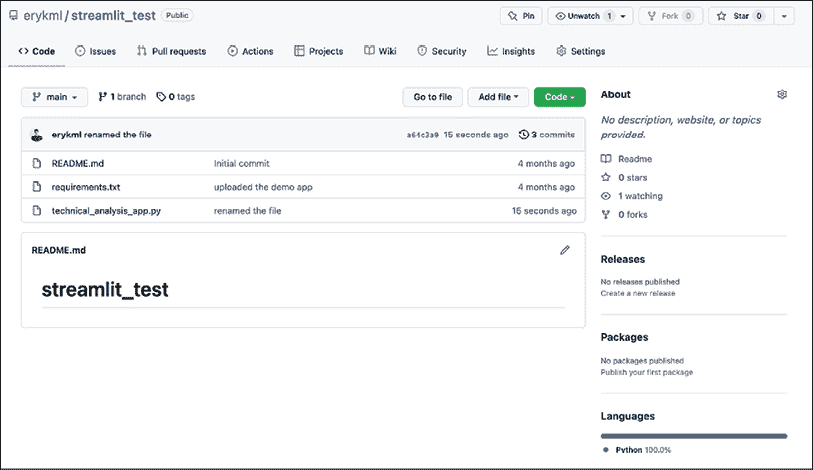 erykml / streamlit_test Public
Pin
Unwatch 1
Fork 0
Star 0
<> Code
Issues
Pull requests
Actions
Projects
Wiki
Security
Insights
Settings
main
1 branch
0 tags
Go to file
Add file
Code
erykml renamed the file
15 seconds ago
3 commits
README.md Initial commit 4 months ago
requirements.txt uploaded the demo app 4 months ago
technical_analysis_app.py renamed the file 15 seconds ago
README.md
streamlit_test
About
No description, website, or topics
provided.
Readme
0 stars
1 watching
0 forks
Releases
No releases published
Create a new release
Packages
No packages published
Publish your first package
Languages
Python 100.0%